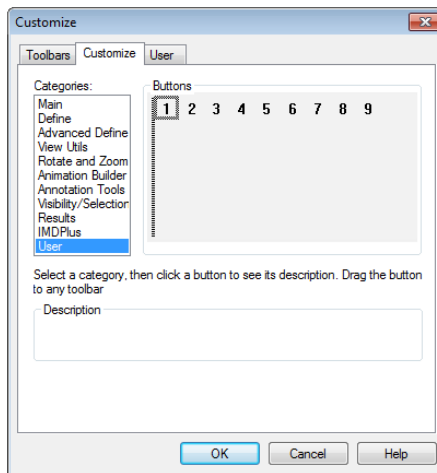 Customize
Toolbars Customize User
Categories: Buttons
Main
Define
Advanced Define
View Utils
Rotate and Zoom
Animation Builder
Annotation Tools
Visibility/Selection
Results
IMDPlus
User
1 2 3 4 5 6 7 8 9
Select a category, then click a button to see its description. Drag the button
to any toolbar
Description
OK Cancel Help